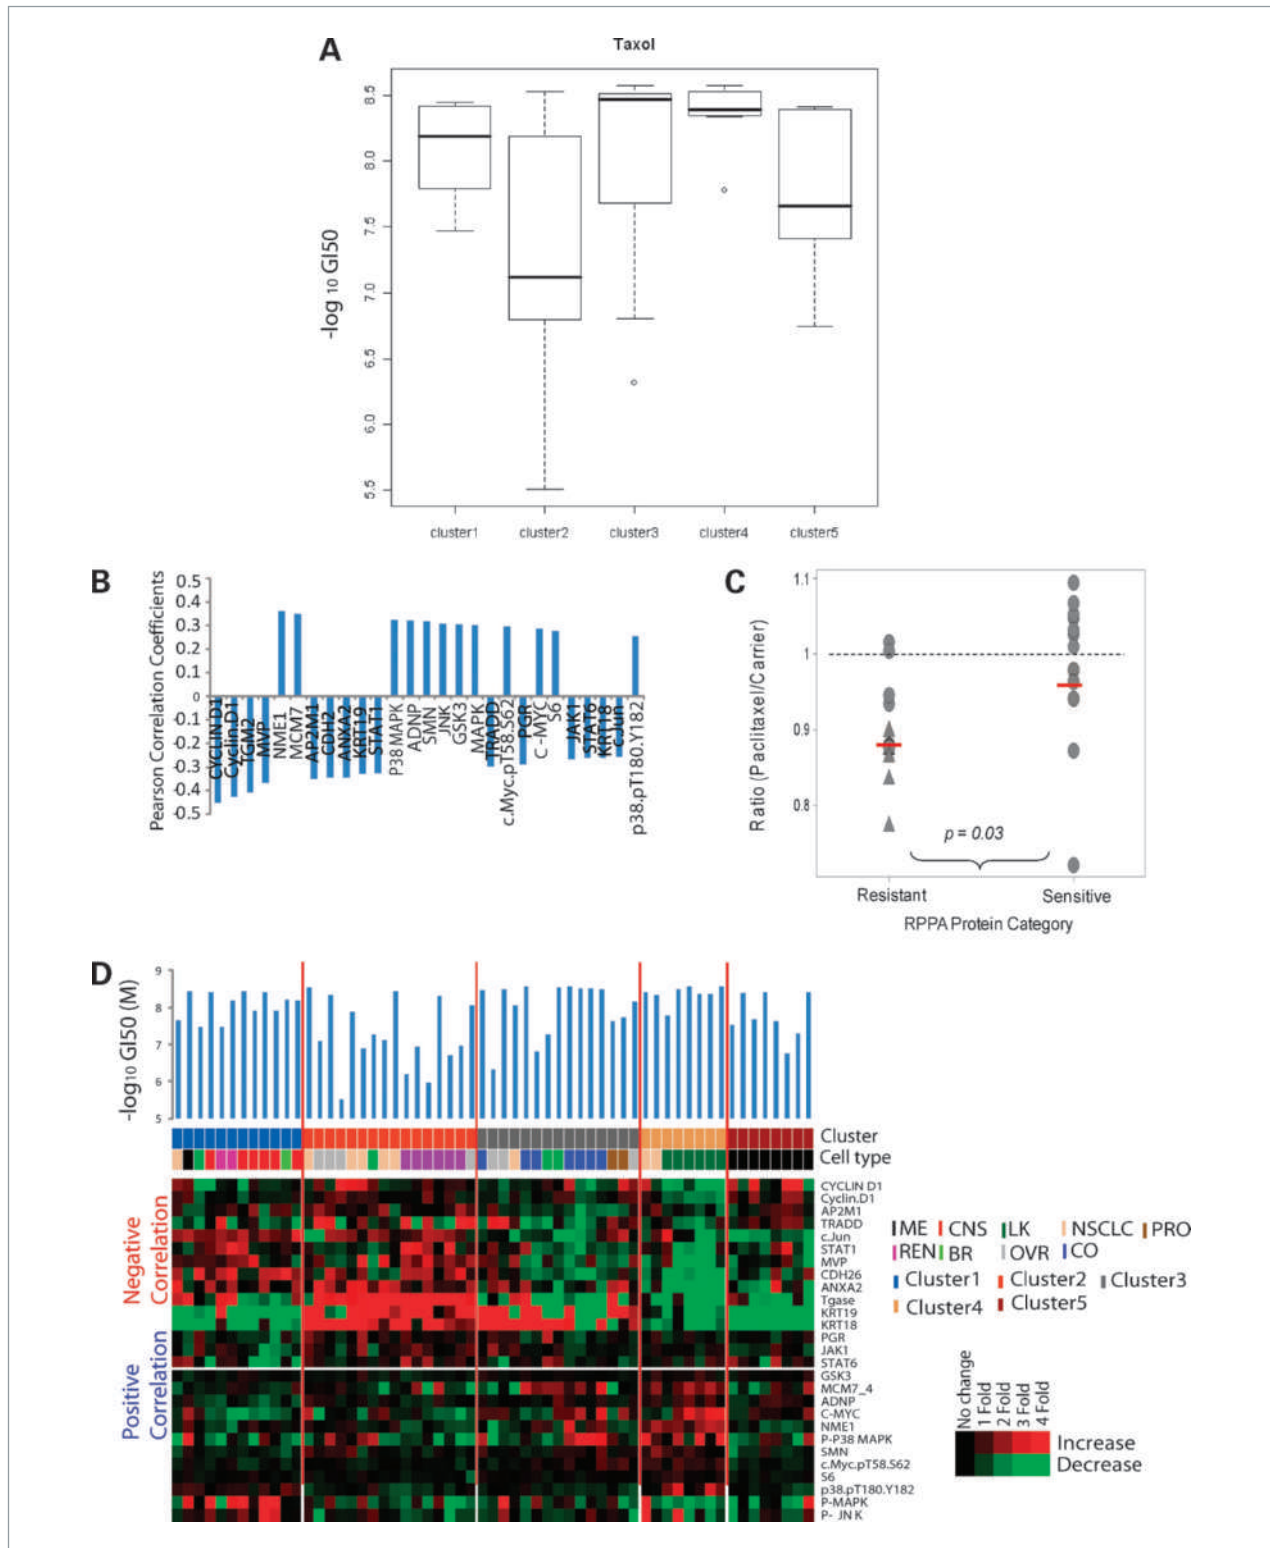 A
Taxol
-log 10 GI50
8.5
8.0
7.5
7.0
6.5
6.0
5.5
cluster1 cluster2 cluster3 cluster4 cluster5
B
Pearson Correlation Coefficients
0.5
0.4
0.3
0.2
0.1
0
-0.1
-0.2
-0.3
-0.4
-0.5
CYCLIN D1
Cyclin.D1
TGM2
MVP
NME1
MCM7
AP2M1
CDH2
ANXA2
KRT19
STAT1
P38 MAPK
ADNP
SMN
JNK
GSK3
MAPK
TRADD
c.Myc.pT58.S62
PGR
C-MYC
S6
JAK1
STAT6
KRT18
CJun
p38.pT180.Y182
C
Ratio (Paclitaxel/Carrier)
1.1
1
0.9
0.8
p = 0.03
Resistant Sensitive
RPPA Protein Category
D
-log10 GI50 (M)
9
8
7
6
5
Cluster
Cell type
Negative
Correlation
Positive
Correlation
CYCLIN D1
Cyclin.D1
AP2M1
TRADD
c.Jun
STAT1
MVP
CDH26
ANXA2
Tgase
KRT19
KRT18
PGR
JAK1
STAT6
GSK3
MCM7_4
ADNP
C-MYC
NME1
P-P38 MAPK
SMN
c.Myc.pT58.S62
S6
p38.pT180.Y182
P-MAPK
P- JN K
ME CNS LK NSCLC PRO
REN BR OVR CO
Cluster1 Cluster2 Cluster3
Cluster4 Cluster5
No change
1 Fold
2 Fold
3 Fold
4 Fold
Increase
Decrease